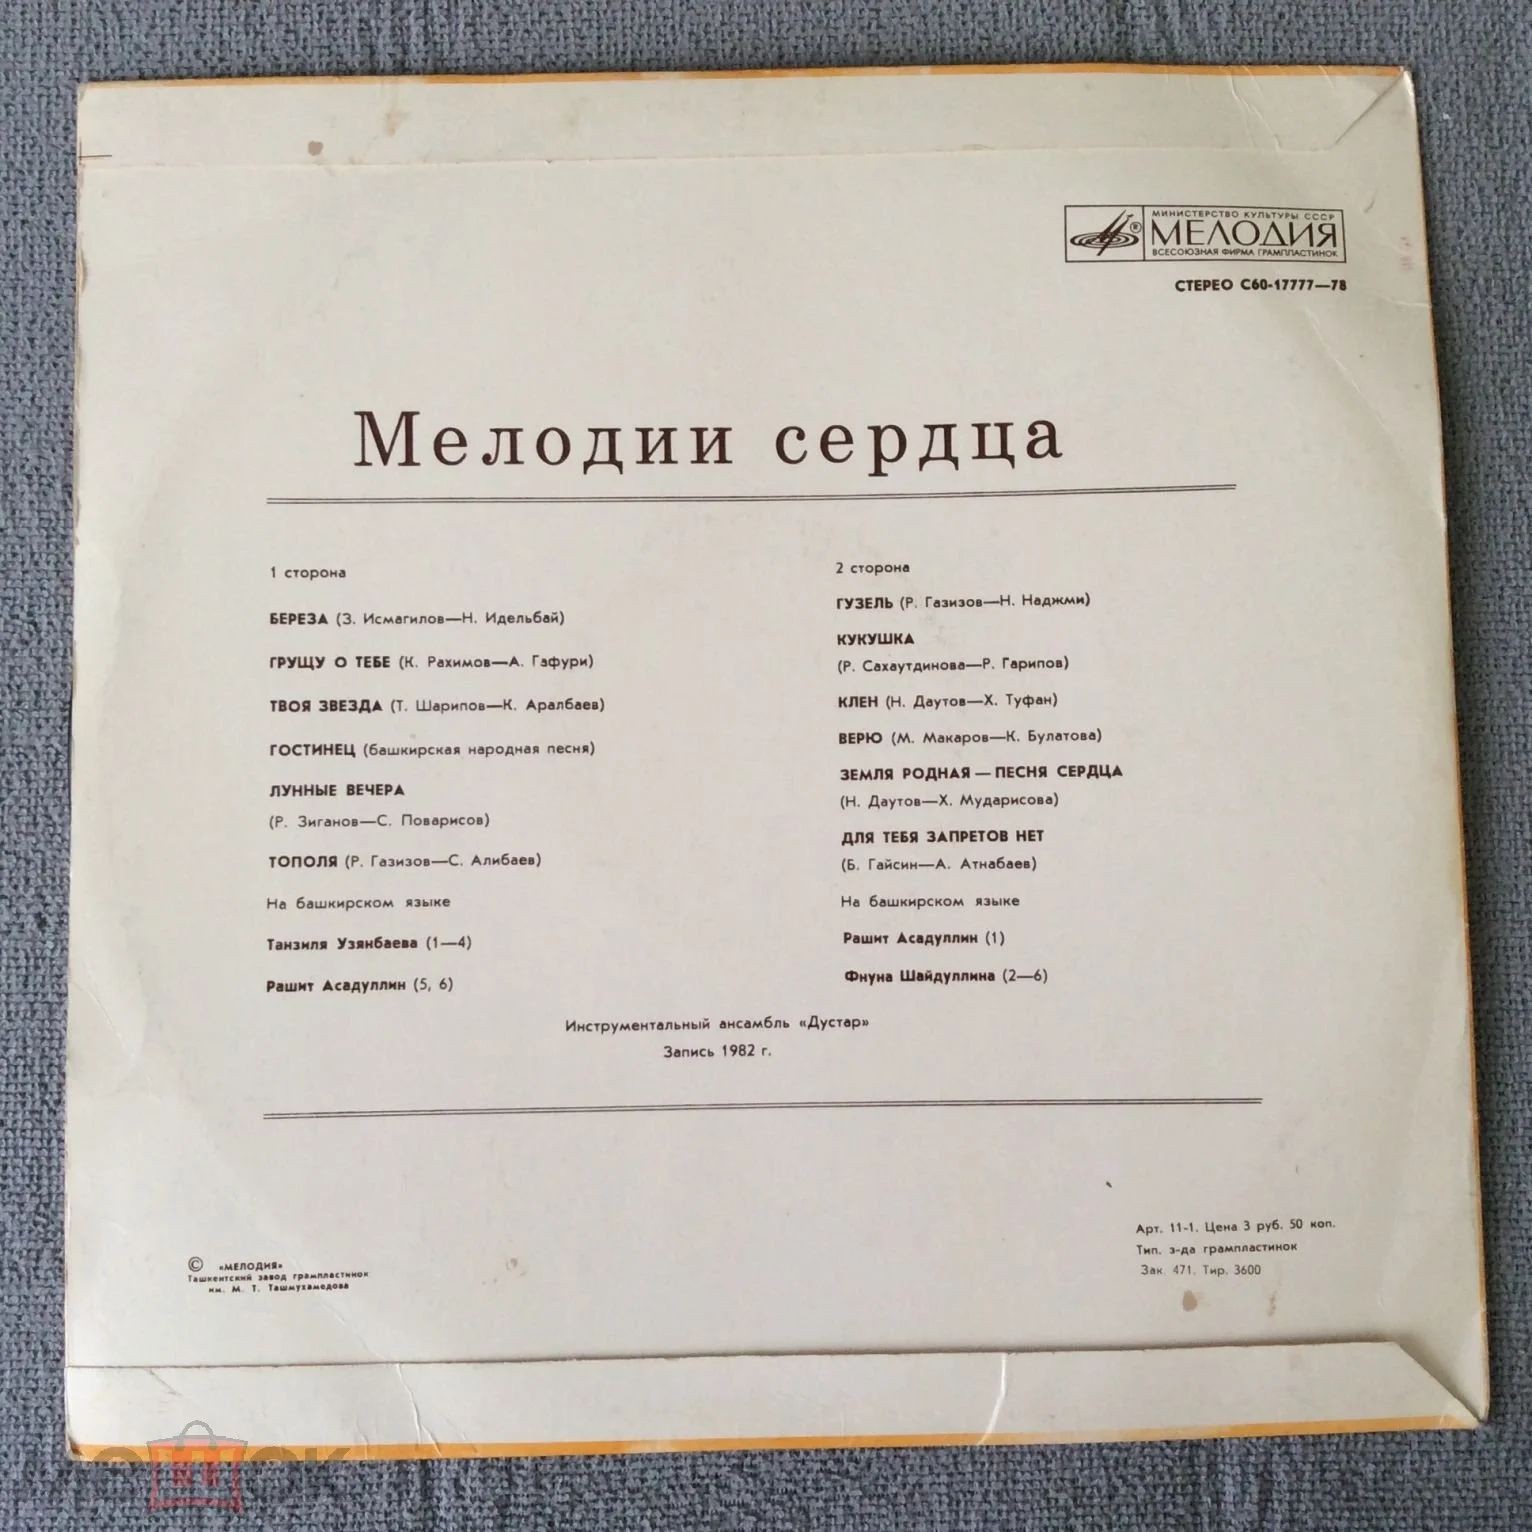 МИНИСТЕРСТВО КУЛЬТУРЫ СССР
МЕЛОДИЯ
ВСЕСОЮЗНАЯ ФИРМА ГРАМПЛАСТИНОК
СТЕРЕО С60-17777—78
Мелодии сердца
1 сторона
БЕРЕЗА (З. Исмагилов—Н. Идельбай)
ГРУЩУ О ТЕБЕ (К. Рахимов—А. Гафури)
ТВОЯ ЗВЕЗДА (Т. Шарипов—К. Аралбаев)
ГОСТИНЕЦ (башкирская народная песня)
ЛУННЫЕ ВЕЧЕРА
(Р. Зиганов—С. Поварисов)
ТОПОЛЯ (Р. Газизов—С. Алибаев)
На башкирском языке
Танзиля Узянбаева (1—4)
Рашит Асадуллин (5, 6)
2 сторона
ГУЗЕЛЬ (Р. Газизов—Н. Наджми)
КУКУШКА
(Р. Сахаутдинова—Р. Гарипов)
КЛЕН (Н. Даутов—Х. Туфан)
ВЕРЮ (М. Макаров—К. Булатова)
ЗЕМЛЯ РОДНАЯ — ПЕСНЯ СЕРДЦА
(Н. Даутов—Х. Мударисова)
ДЛЯ ТЕБЯ ЗАПРЕТОВ НЕТ
(Б. Гайсин—А. Атнабаев)
На башкирском языке
Рашит Асадуллин (1)
Фнуна Шайдуллина (2—6)
Инструментальный ансамбль «Дустар»
Запись 1982 г.
© «МЕЛОДИЯ»
Ташкентский завод грампластинок
им. М. Т. Ташмухамедова
Арт. 11-1. Цена 3 руб. 50 коп.
Тип. з-да грампластинок
Зак. 471. Тир. 3600